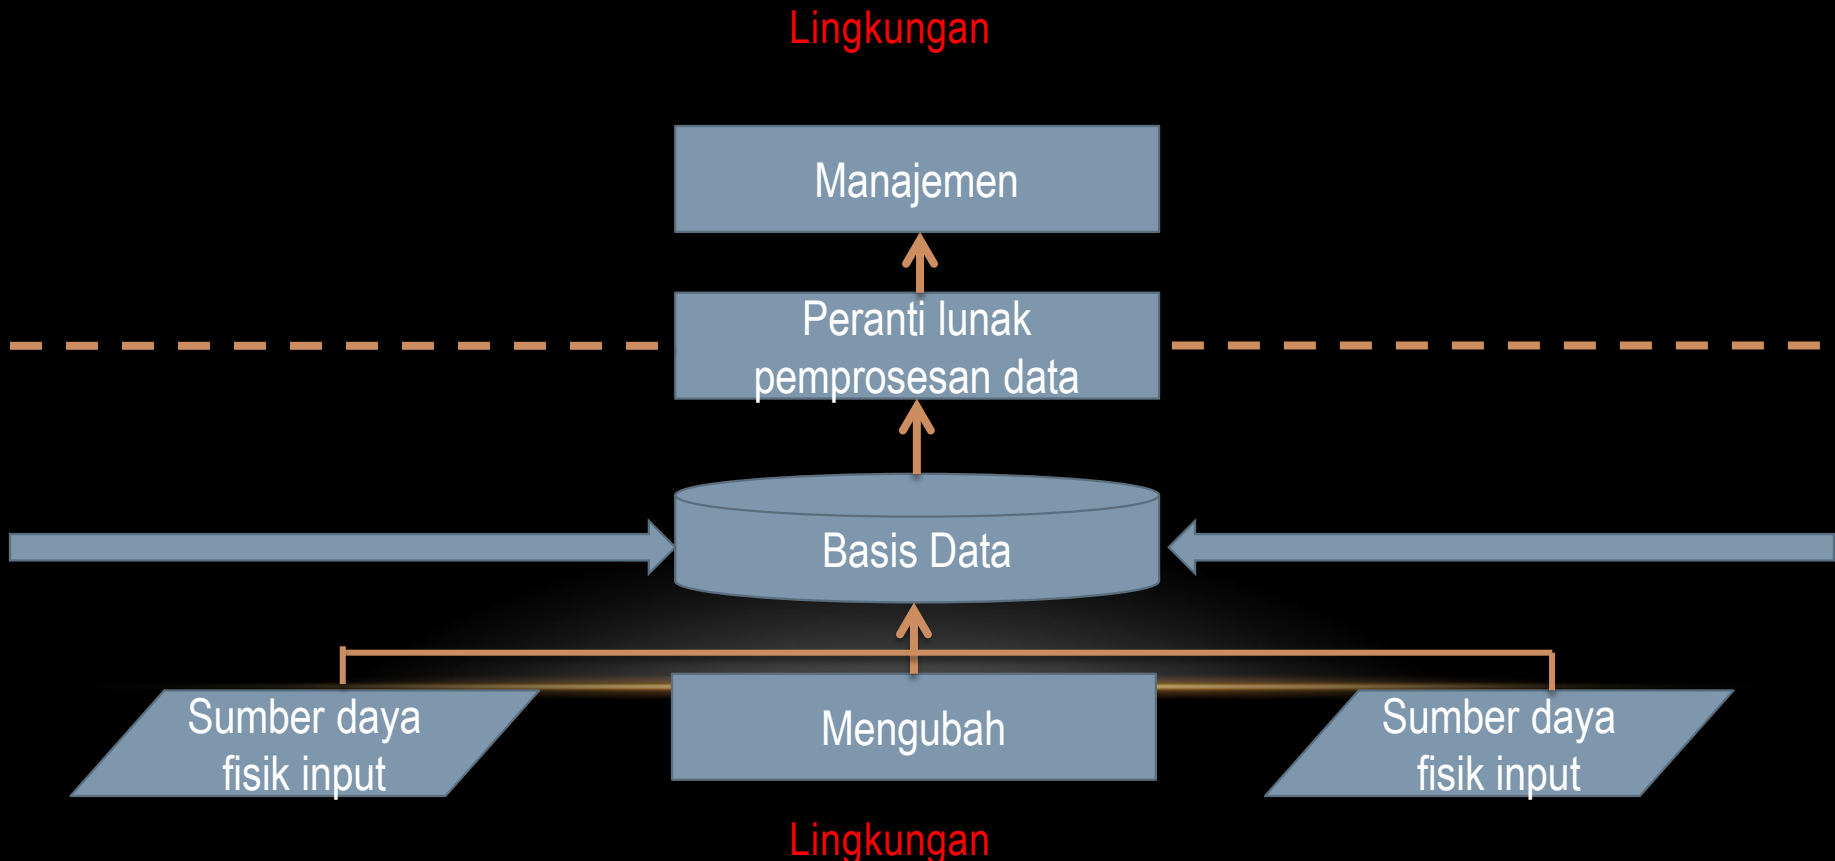 Lingkungan
Manajemen
Peranti lunak
pemprosesan data
Basis Data
Sumber daya
fisik input
Mengubah
Sumber daya
fisik input
Lingkungan